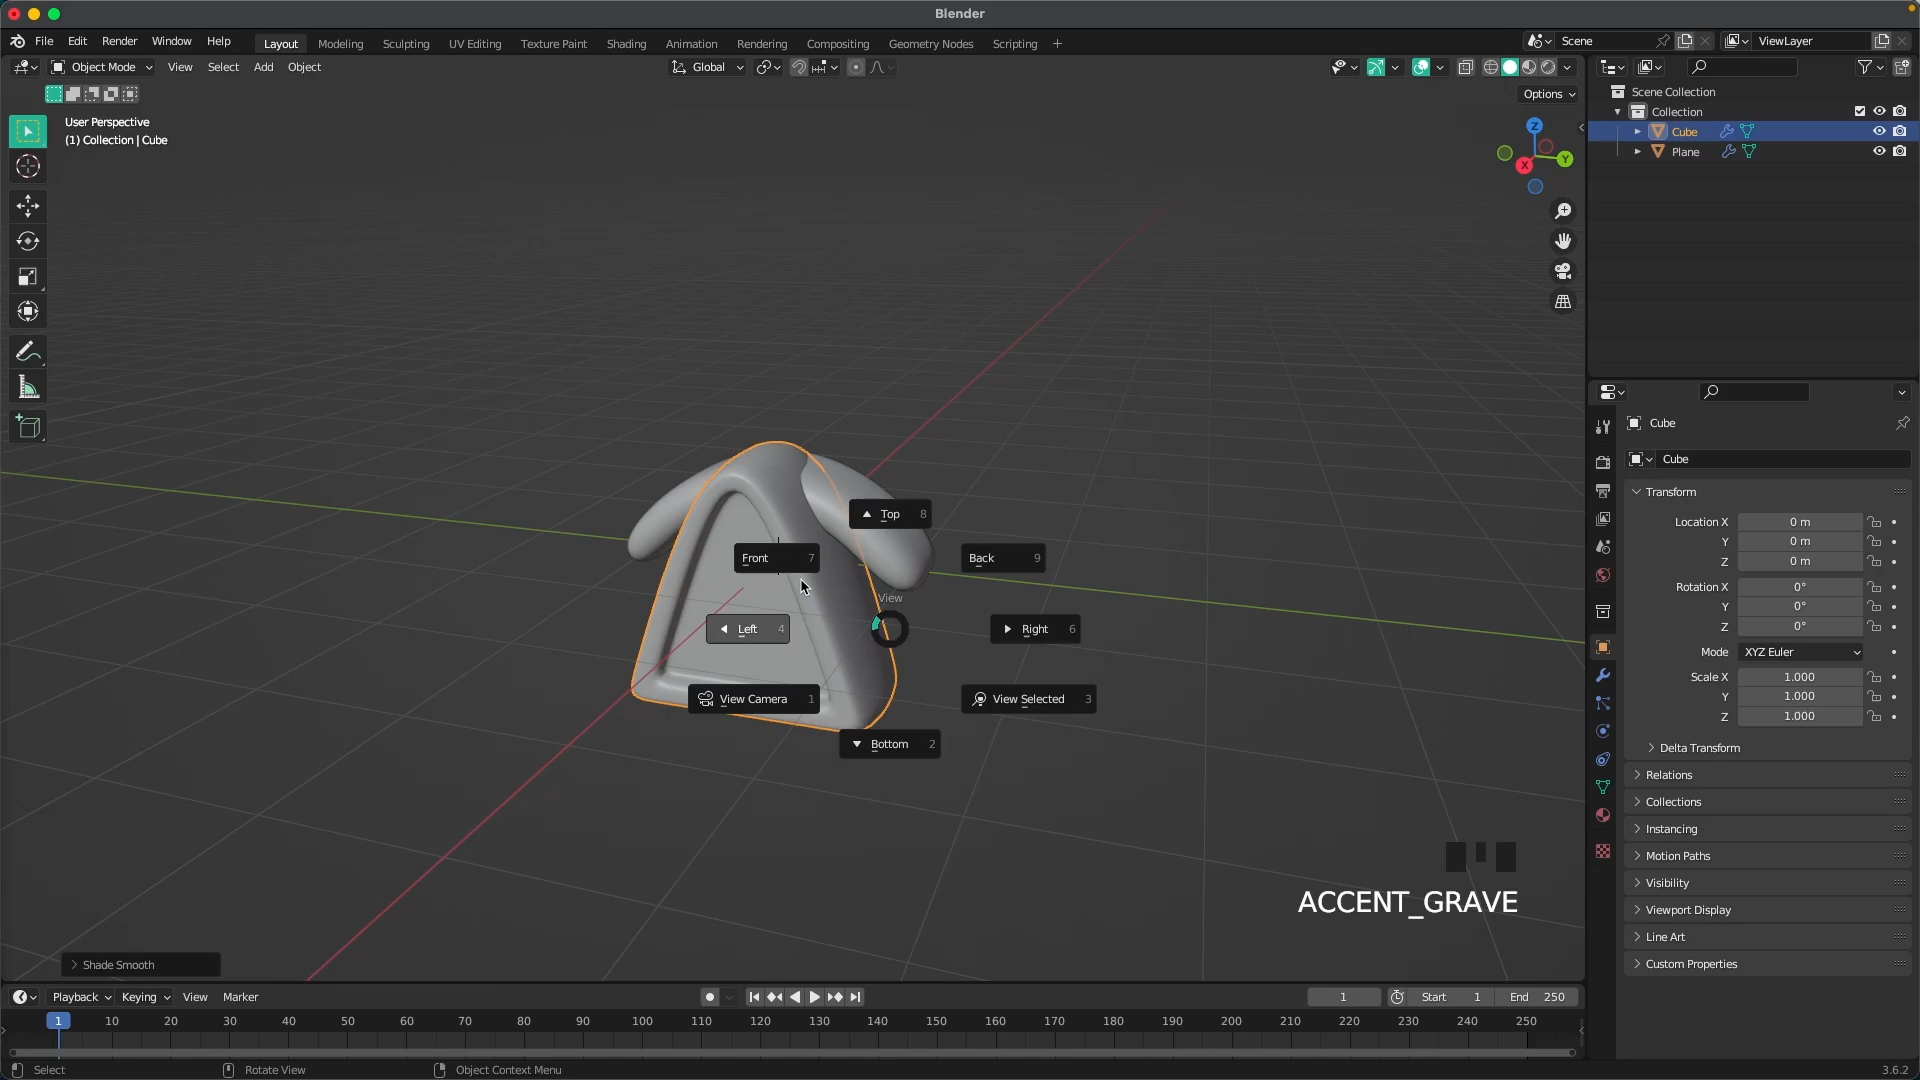 Blender
File Edit Render Window Help
Layout Modeling Sculpting UV Editing Texture Paint Shading Animation Rendering Compositing Geometry Nodes Scripting +
Scene
ViewLayer
Object Mode View Select Add Object
Global
Options
User Perspective
(1) Collection | Cube
Z
Y
X
Scene Collection
Collection
Cube
Plane
Top 8
Front 7
Back 9
View
Left 4
Right 6
View Camera 1
View Selected 3
Bottom 2
ACCENT_GRAVE
Shade Smooth
Cube
Cube
Transform
Location X 0 m
Y 0 m
Z 0 m
Rotation X 0°
Y 0°
Z 0°
Mode XYZ Euler
Scale X 1.000
Y 1.000
Z 1.000
Delta Transform
Relations
Collections
Instancing
Motion Paths
Visibility
Viewport Display
Line Art
Custom Properties
Playback Keying View Marker
1
Start 1
End 250
1 10 20 30 40 50 60 70 80 90 100 110 120 130 140 150 160 170 180 190 200 210 220 230 240 250
Select
Rotate View
Object Context Menu
3.6.2